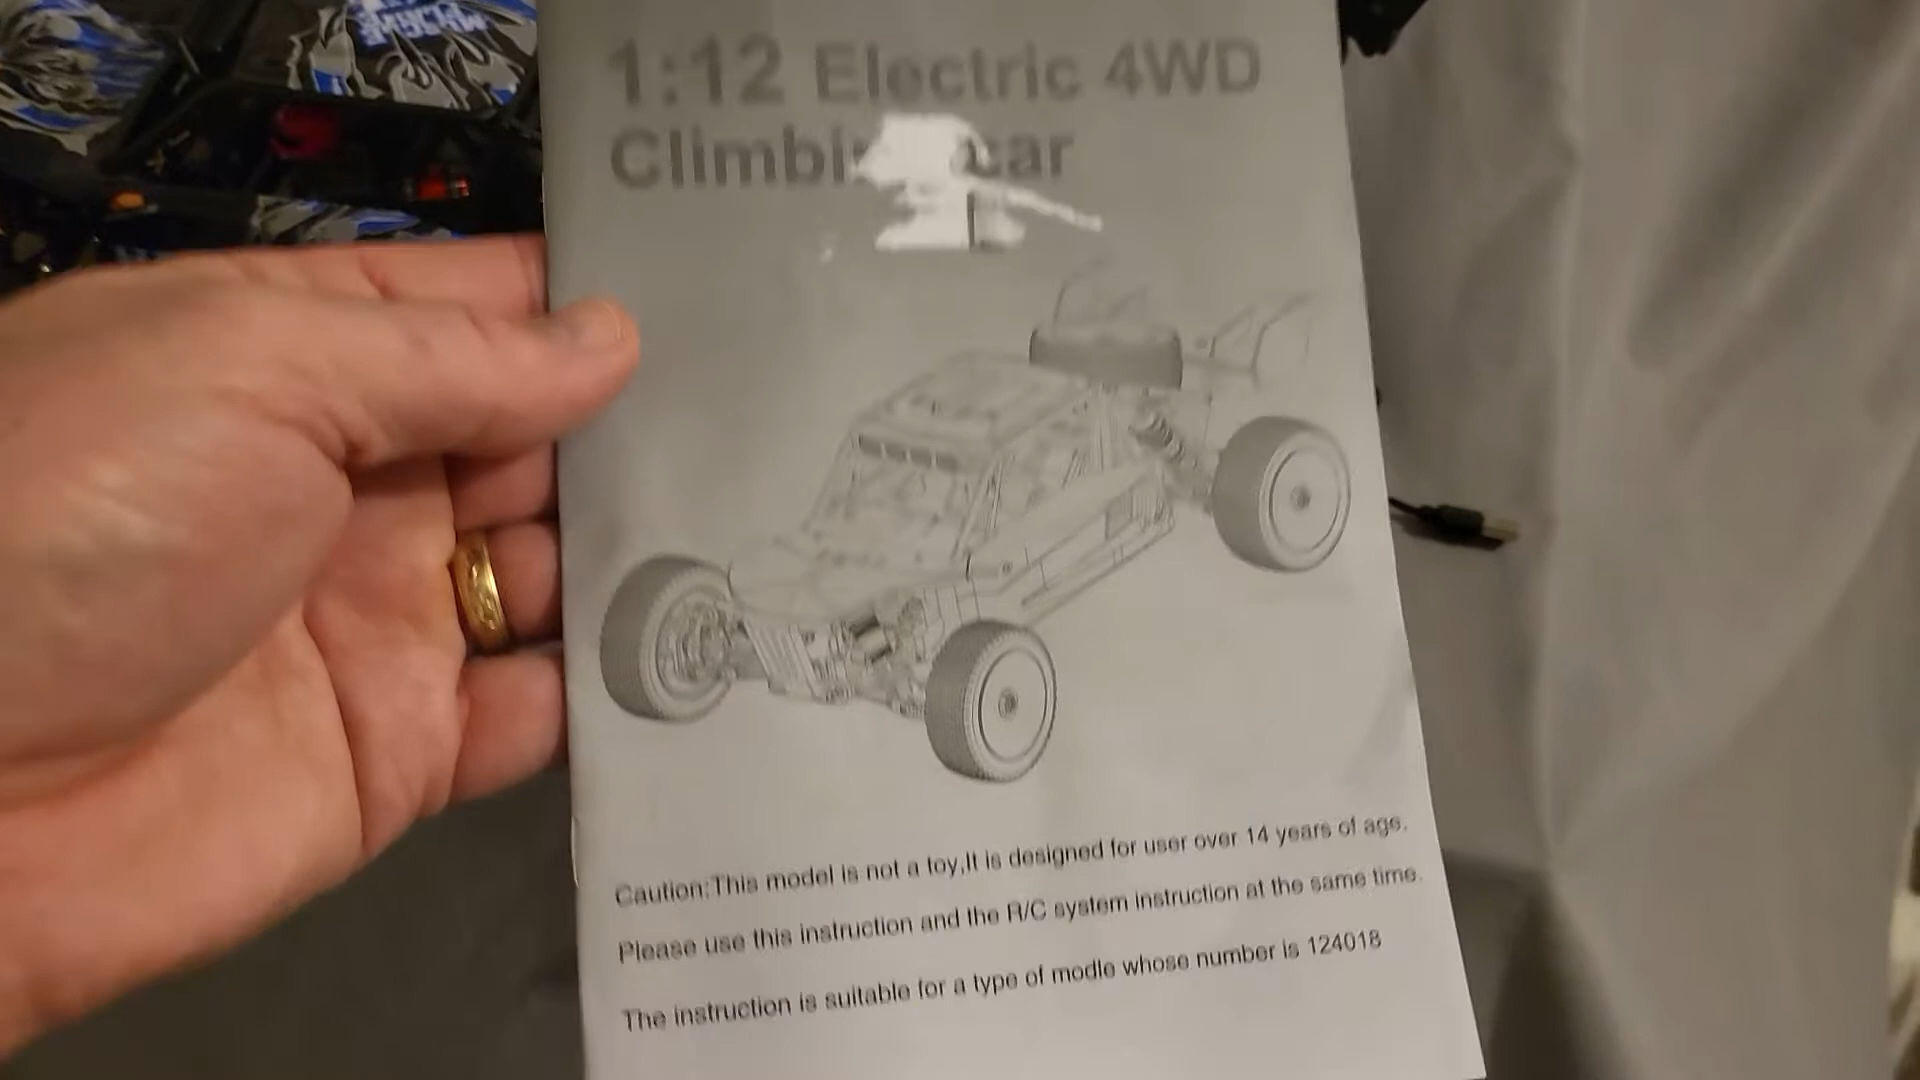 1:12 Electric 4WD
car
Caution:This model is not a toy,It is designed for user over 14 years of age.
Please use this instruction and the R/C system instruction at the same time.
The instruction is suitable for a type of modle whose number is 124018